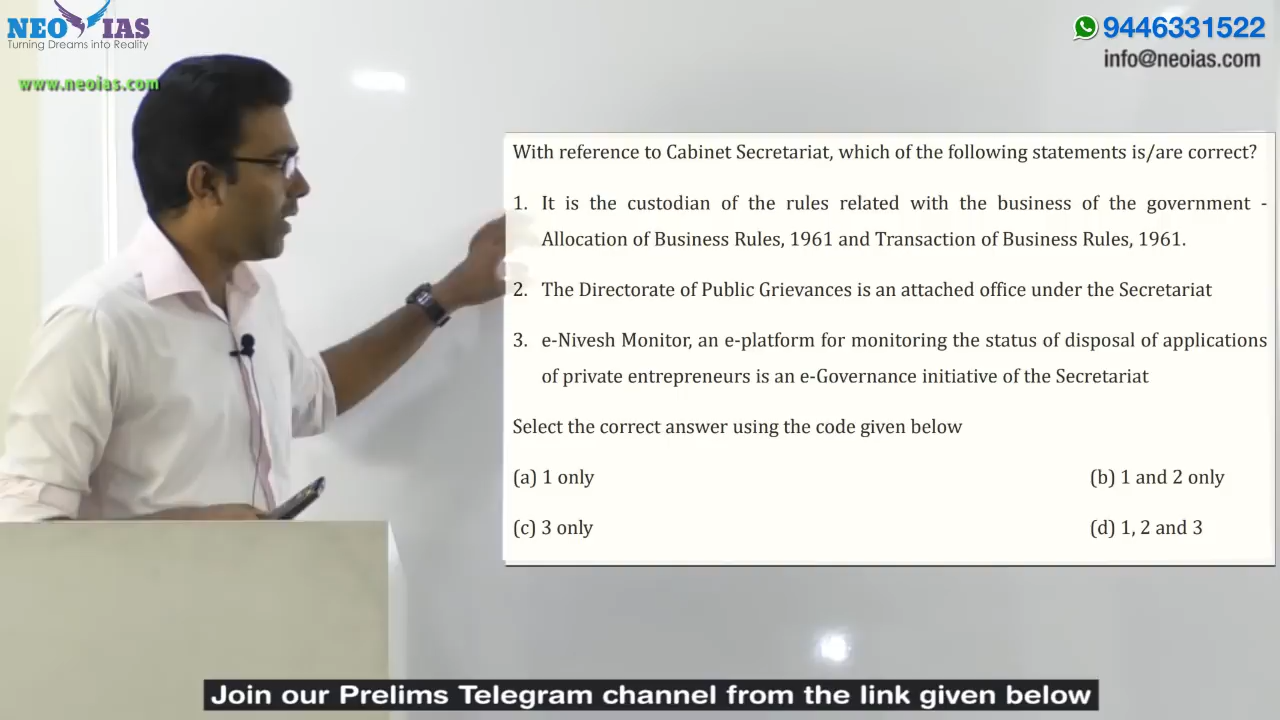 NEO IAS
Turning Dreams into Reality
www.neoias.com
9446331522
info@neoias.com
With reference to Cabinet Secretariat, which of the following statements is/are correct?
1. It is the custodian of the rules related with the business of the government -
Allocation of Business Rules, 1961 and Transaction of Business Rules, 1961.
2. The Directorate of Public Grievances is an attached office under the Secretariat
3. e-Nivesh Monitor, an e-platform for monitoring the status of disposal of applications
of private entrepreneurs is an e-Governance initiative of the Secretariat
Select the correct answer using the code given below
(a) 1 only (b) 1 and 2 only
(c) 3 only (d) 1, 2 and 3
Join our Prelims Telegram channel from the link given below